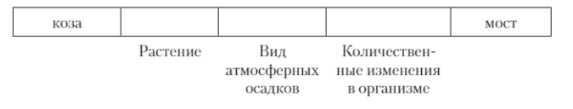 коза мост
Растение Вид Количествен-
атмосферных ные изменения
осадков в организме